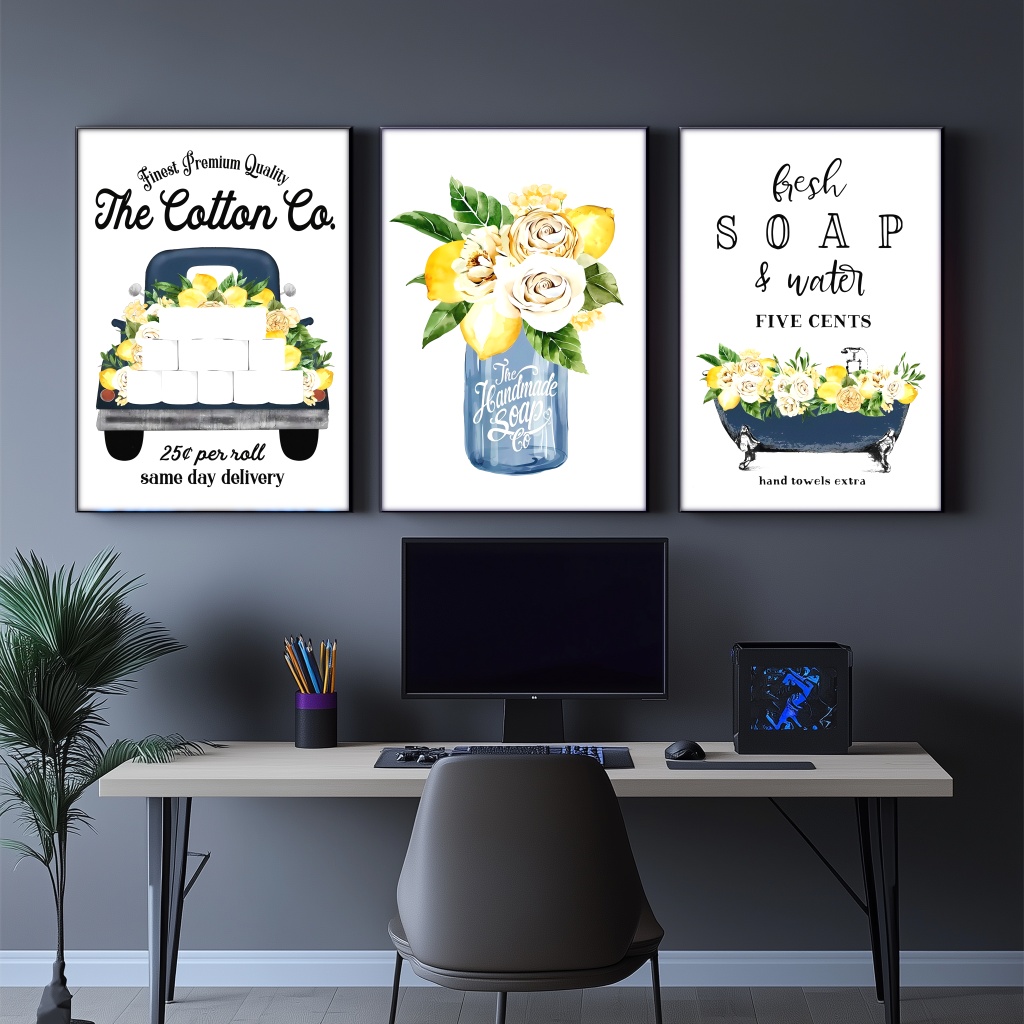 Finest Premium Quality
The Cotton Co.
25¢ per roll
same day delivery
The
Handmade
Soap
Co
fresh
SOAP
& water
FIVE CENTS
hand towels extra